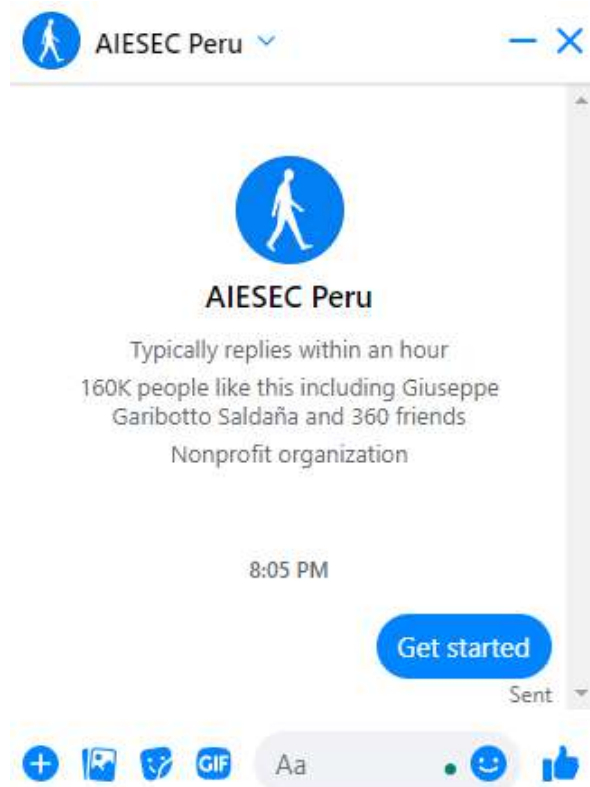 AIESEC Peru
AIESEC Peru
Typically replies within an hour
160K people like this including Giuseppe
Garibotto Saldaña and 360 friends
Nonprofit organization
8:05 PM
Get started
Sent
GIF
Aa